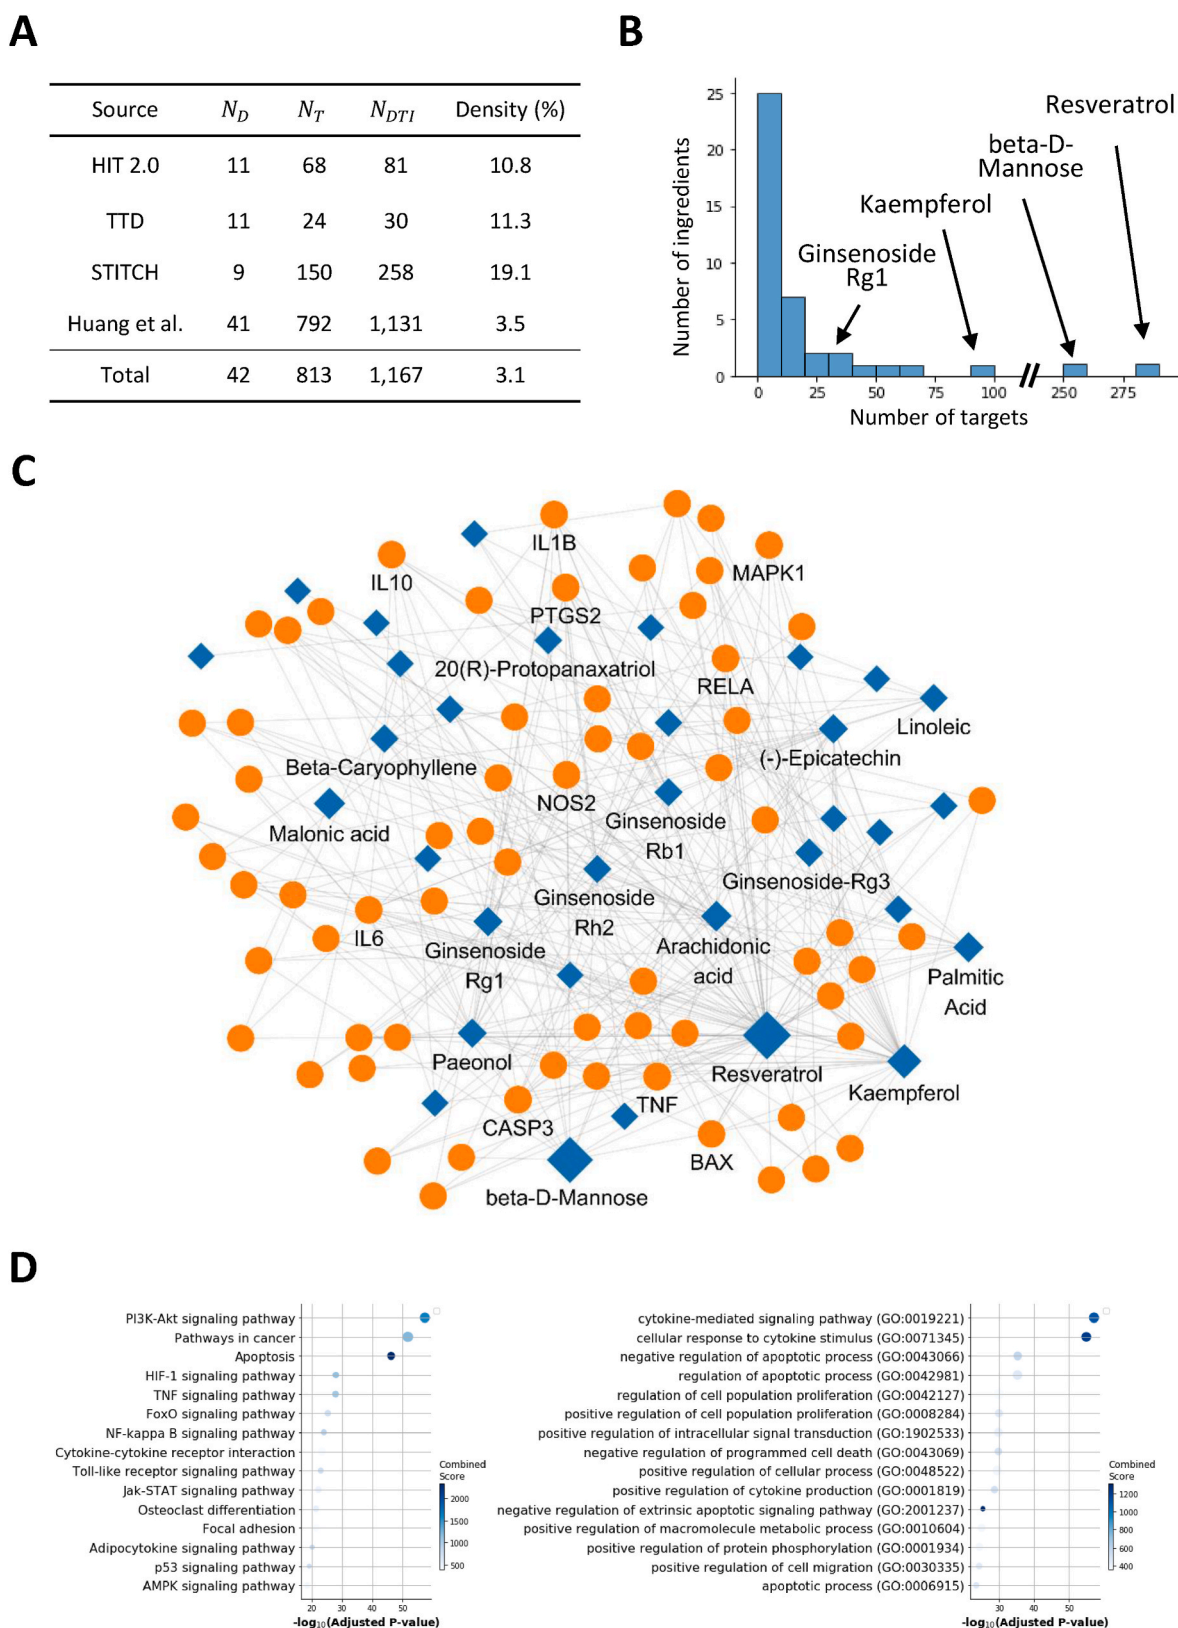 A
Source N_D N_T N_DTI Density (%)
HIT 2.0 11 68 81 10.8
TTD 11 24 30 11.3
STITCH 9 150 258 19.1
Huang et al. 41 792 1,131 3.5
Total 42 813 1,167 3.1
B
Number of ingredients
25
20
15
10
5
0
Resveratrol
beta-D-
Mannose
Kaempferol
Ginsenoside
Rg1
0 25 50 75 100 250 275
Number of targets
C
IL1B
IL10
MAPK1
PTGS2
20(R)-Protopanaxatriol
RELA
Linoleic
(-)-Epicatechin
Beta-Caryophyllene
NOS2
Malonic acid
Ginsenoside
Rb1
Ginsenoside-Rg3
Ginsenoside
Rh2
IL6
Ginsenoside
Rg1
Arachidonic
acid
Palmitic
Acid
Paeonol
Resveratrol
Kaempferol
TNF
CASP3
BAX
beta-D-Mannose
D
PI3K-Akt signaling pathway
Pathways in cancer
Apoptosis
HIF-1 signaling pathway
TNF signaling pathway
FoxO signaling pathway
NF-kappa B signaling pathway
Cytokine-cytokine receptor interaction
Toll-like receptor signaling pathway
Jak-STAT signaling pathway
Osteoclast differentiation
Focal adhesion
Adipocytokine signaling pathway
p53 signaling pathway
AMPK signaling pathway
20 30 40 50
-log10(Adjusted P-value)
Combined
Score
2000
1500
1000
500
cytokine-mediated signaling pathway (GO:0019221)
cellular response to cytokine stimulus (GO:0071345)
negative regulation of apoptotic process (GO:0043066)
regulation of apoptotic process (GO:0042981)
regulation of cell population proliferation (GO:0042127)
positive regulation of cell population proliferation (GO:0008284)
positive regulation of intracellular signal transduction (GO:1902533)
negative regulation of programmed cell death (GO:0043069)
positive regulation of cellular process (GO:0048522)
positive regulation of cytokine production (GO:0001819)
negative regulation of extrinsic apoptotic signaling pathway (GO:2001237)
positive regulation of macromolecule metabolic process (GO:0010604)
positive regulation of protein phosphorylation (GO:0001934)
positive regulation of cell migration (GO:0030335)
apoptotic process (GO:0006915)
30 40 50
-log10(Adjusted P-value)
Combined
Score
1200
1000
800
600
400